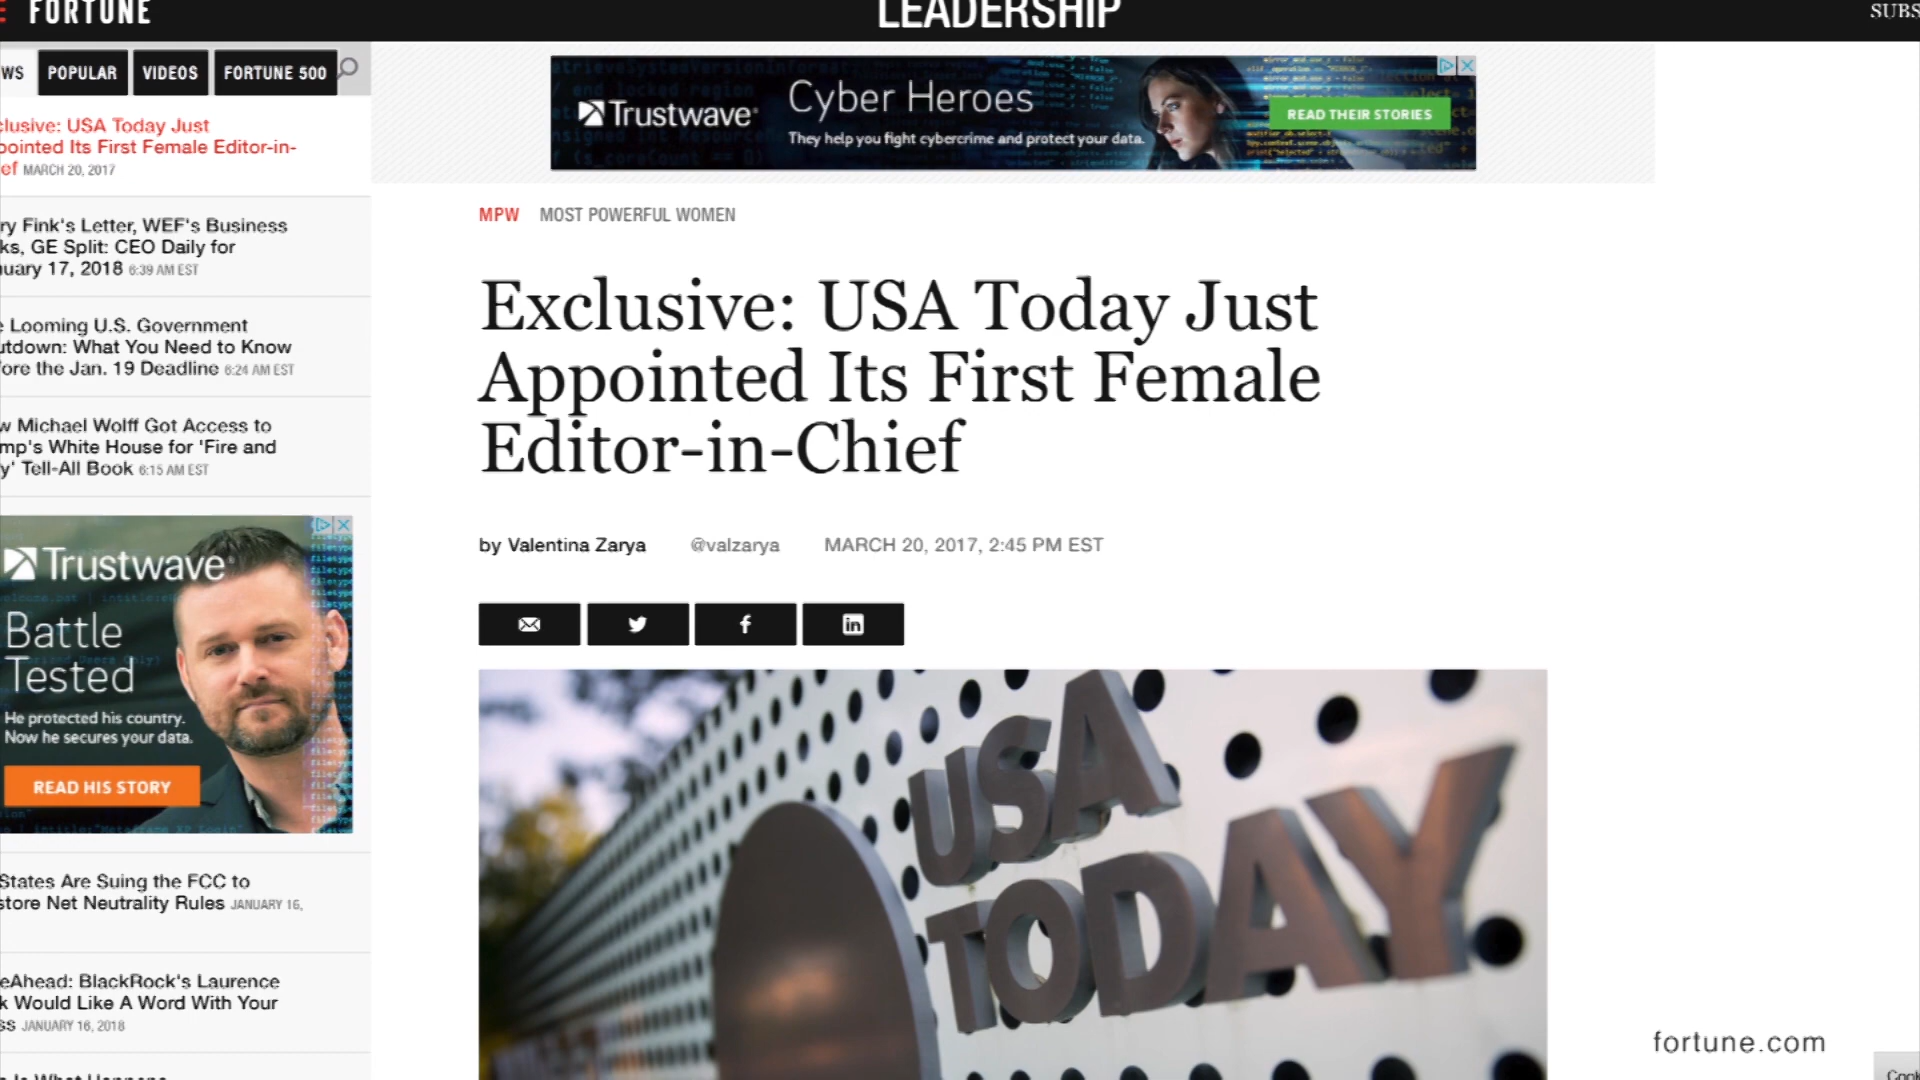 FORTUNE
LEADERSHIP
SUBS
WS
POPULAR
VIDEOS
FORTUNE 500
clusive: USA Today Just
pointed Its First Female Editor-in-
ef MARCH 20, 2017
ry Fink's Letter, WEF's Business
ks, GE Split: CEO Daily for
uary 17, 2018 6:39 AM EST
e Looming U.S. Government
utdown: What You Need to Know
fore the Jan. 19 Deadline 6:24 AM EST
w Michael Wolff Got Access to
mp's White House for 'Fire and
y' Tell-All Book 6:15 AM EST
Trustwave
Battle
Tested
He protected his country.
Now he secures your data.
READ HIS STORY
States Are Suing the FCC to
store Net Neutrality Rules JANUARY 16,
eAhead: BlackRock's Laurence
k Would Like A Word With Your
ss JANUARY 16, 2018
Trustwave
Cyber Heroes
They help you fight cybercrime and protect your data.
READ THEIR STORIES
MPW MOST POWERFUL WOMEN
Exclusive: USA Today Just
Appointed Its First Female
Editor-in-Chief
by Valentina Zarya @valzarya MARCH 20, 2017, 2:45 PM EST
USA
TODAY
fortune.com